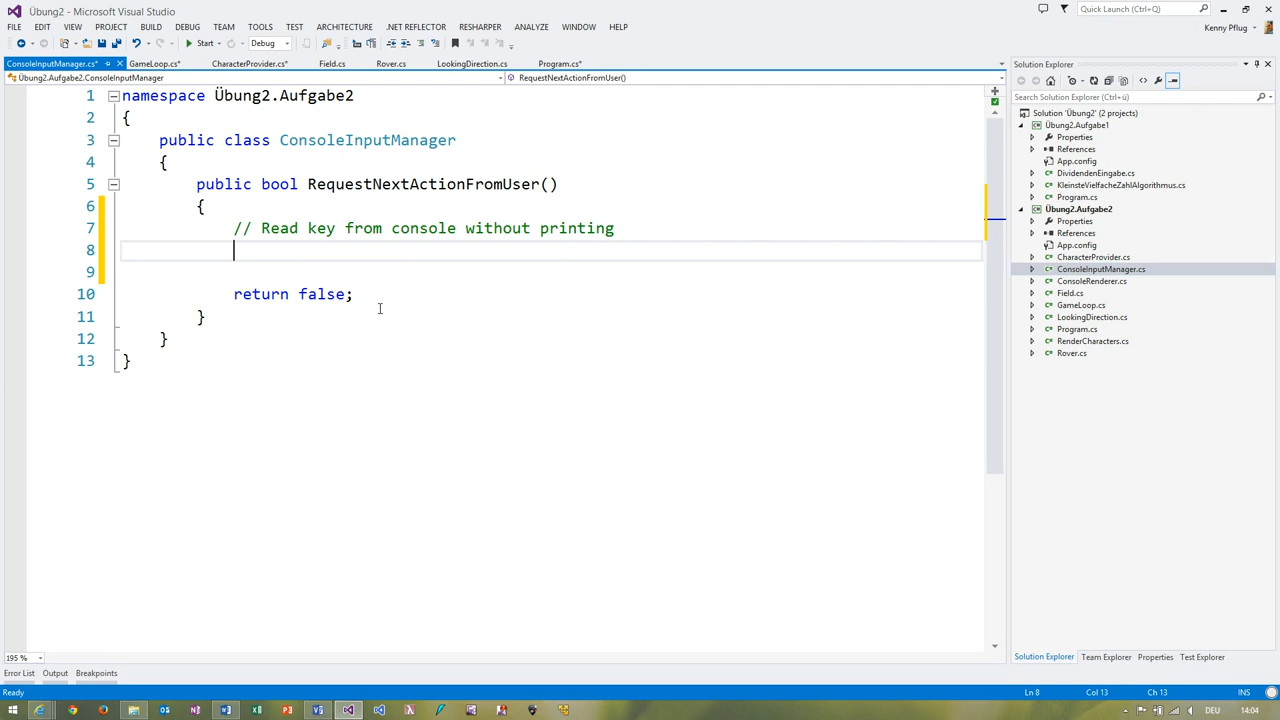 Übung2 - Microsoft Visual Studio
Quick Launch (Ctrl+Q)
FILE EDIT VIEW PROJECT BUILD DEBUG TEAM TOOLS TEST ARCHITECTURE .NET REFLECTOR RESHARPER ANALYZE WINDOW HELP
Kenny Pflug
Start Debug
ConsoleInputManager.cs* GameLoop.cs* CharacterProvider.cs* Field.cs Rover.cs LookingDirection.cs Program.cs*
Übung2.Aufgabe2.ConsoleInputManager RequestNextActionFromUser()
1 namespace Übung2.Aufgabe2
2 {
3 public class ConsoleInputManager
4 {
5 public bool RequestNextActionFromUser()
6 {
7 // Read key from console without printing
8
9
10 return false;
11 }
12 }
13 }
195 %
Solution Explorer
Search Solution Explorer (Ctrl+ü)
Solution 'Übung2' (2 projects)
Übung2.Aufgabe1
Properties
References
App.config
DividendenEingabe.cs
KleinsteVielfacheZahlAlgorithmus.cs
Program.cs
Übung2.Aufgabe2
Properties
References
App.config
CharacterProvider.cs
ConsoleInputManager.cs
ConsoleRenderer.cs
Field.cs
GameLoop.cs
LookingDirection.cs
Program.cs
RenderCharacters.cs
Rover.cs
Solution Explorer Team Explorer Properties Test Explorer
Error List Output Breakpoints
Ready Ln 8 Col 13 Ch 13 INS
DEU 14:04